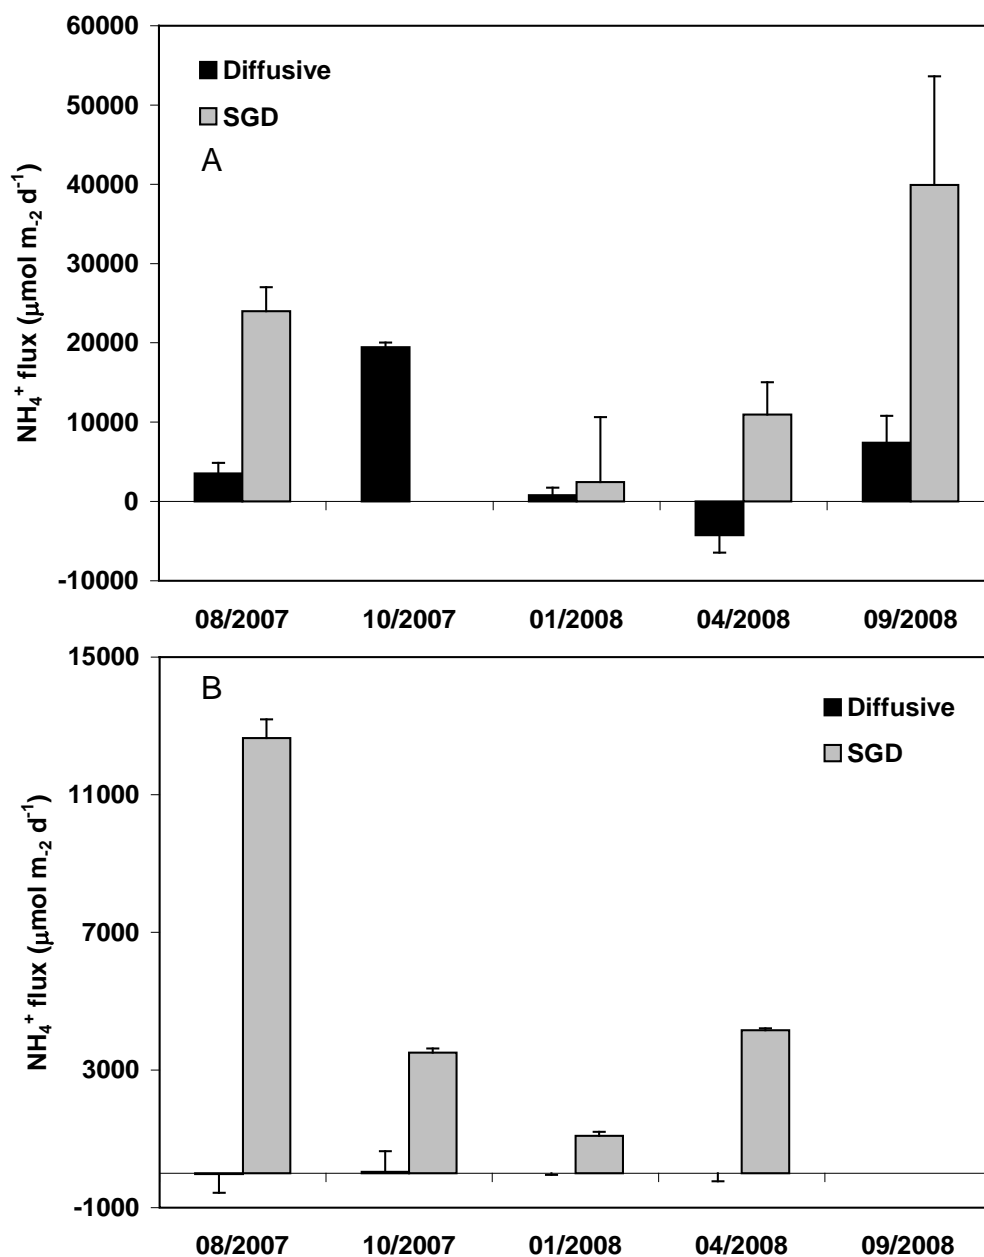 60000
50000
40000
30000
20000
10000
0
-10000
NH₄⁺ flux (μmol m₋₂ d⁻¹)
Diffusive
SGD
A
08/2007 10/2007 01/2008 04/2008 09/2008
15000
11000
7000
3000
-1000
NH₄⁺ flux (μmol m₋₂ d⁻¹)
B
Diffusive
SGD
08/2007 10/2007 01/2008 04/2008 09/2008